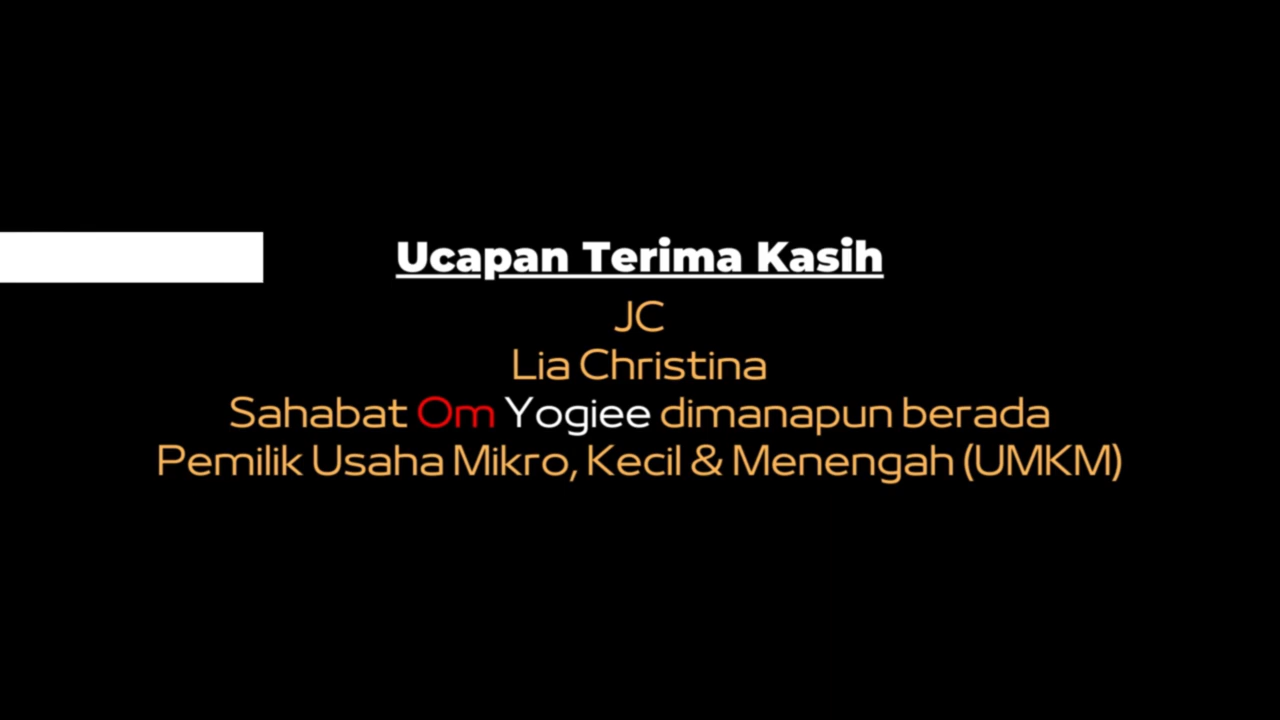 Ucapan Terima Kasih
JC
Lia Christina
Sahabat Om Yogiee dimanapun berada
Pemilik Usaha Mikro, Kecil & Menengah (UMKM)